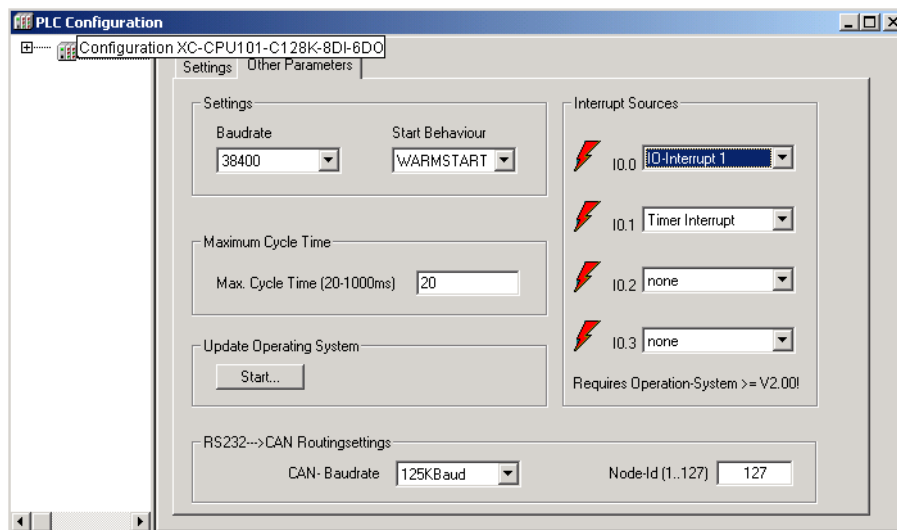 PLC Configuration
Configuration XC-CPU101-C128K-8DI-6DO
Settings
Other Parameters
Settings
Baudrate
Start Behaviour
38400
WARMSTART
Maximum Cycle Time
Max. Cycle Time (20-1000ms)
20
Update Operating System
Start...
Interrupt Sources
I0.0
IO-Interrupt 1
I0.1
Timer Interrupt
I0.2
none
I0.3
none
Requires Operation-System >= V2.00!
RS232--->CAN Routingsettings
CAN- Baudrate
125KBaud
Node-Id (1..127)
127